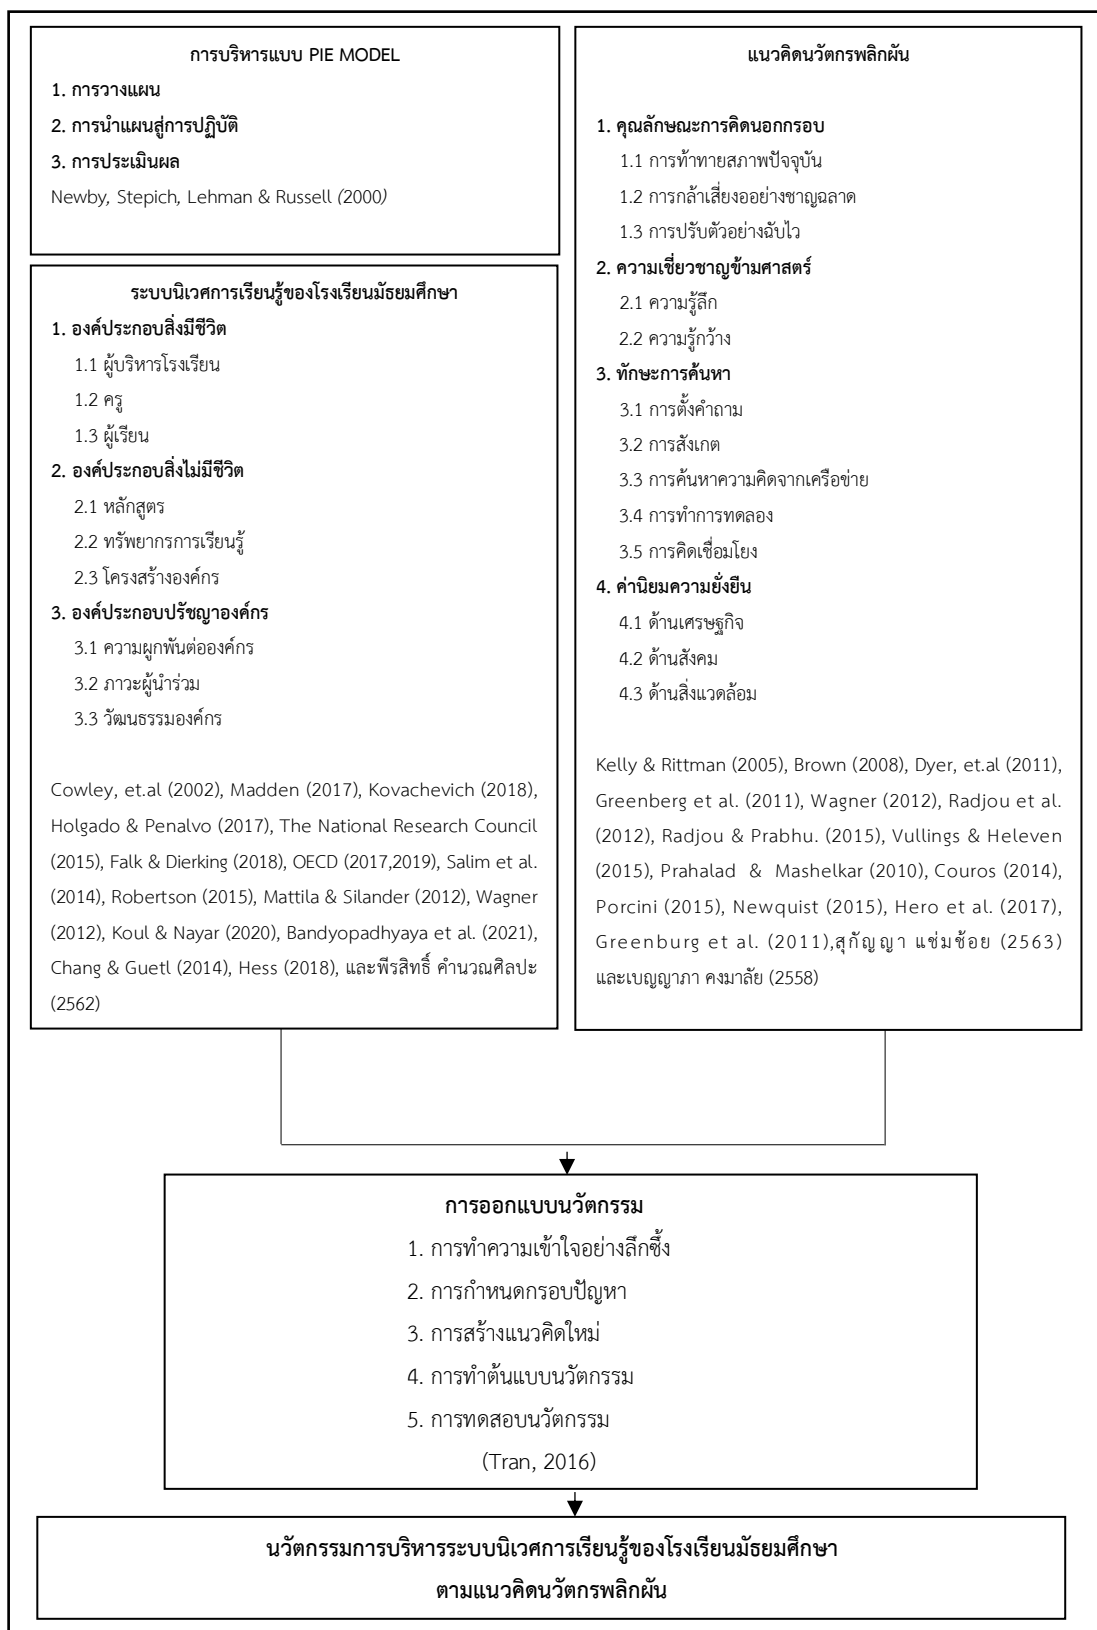 การบริหารแบบ PIE MODEL
1. การวางแผน
2. การนำแผนสู่การปฏิบัติ
3. การประเมินผล
Newby, Stepich, Lehman & Russell (2000)
ระบบนิเวศการเรียนรู้ของโรงเรียนมัธยมศึกษา
1. องค์ประกอบสิ่งมีชีวิต
1.1 ผู้บริหารโรงเรียน
1.2 ครู
1.3 ผู้เรียน
2. องค์ประกอบสิ่งไม่มีชีวิต
2.1 หลักสูตร
2.2 ทรัพยากรการเรียนรู้
2.3 โครงสร้างองค์กร
3. องค์ประกอบปรัชญาองค์กร
3.1 ความผูกพันต่อองค์กร
3.2 ภาวะผู้นำร่วม
3.3 วัฒนธรรมองค์กร
Cowley, et.al (2002), Madden (2017), Kovachevich (2018),
Holgado & Penalvo (2017), The National Research Council
(2015), Falk & Dierking (2018), OECD (2017,2019), Salim et al.
(2014), Robertson (2015), Mattila & Silander (2012), Wagner
(2012), Koul & Nayar (2020), Bandyopadhyaya et al. (2021),
Chang & Guetl (2014), Hess (2018), และพีรสิทธิ์ คำนวณศิลปะ
(2562)
แนวคิดนวัตกรพลิกผัน
1. คุณลักษณะการคิดนอกกรอบ
1.1 การท้าทายสภาพปัจจุบัน
1.2 การกล้าเสี่ยงออย่างชาญฉลาด
1.3 การปรับตัวอย่างฉับไว
2. ความเชี่ยวชาญข้ามศาสตร์
2.1 ความรู้ลึก
2.2 ความรู้กว้าง
3. ทักษะการค้นหา
3.1 การตั้งคำถาม
3.2 การสังเกต
3.3 การค้นหาความคิดจากเครือข่าย
3.4 การทำการทดลอง
3.5 การคิดเชื่อมโยง
4. ค่านิยมความยั่งยืน
4.1 ด้านเศรษฐกิจ
4.2 ด้านสังคม
4.3 ด้านสิ่งแวดล้อม
Kelly & Rittman (2005), Brown (2008), Dyer, et.al (2011),
Greenberg et al. (2011), Wagner (2012), Radjou et al.
(2012), Radjou & Prabhu. (2015), Vullings & Heleven
(2015), Prahalad & Mashelkar (2010), Couros (2014),
Porcini (2015), Newquist (2015), Hero et al. (2017),
Greenburg et al. (2011),สุกัญญา แช่มช้อย (2563)
และเบญญาภา คงมาลัย (2558)
การออกแบบนวัตกรรม
1. การทำความเข้าใจอย่างลึกซึ้ง
2. การกำหนดกรอบปัญหา
3. การสร้างแนวคิดใหม่
4. การทำต้นแบบนวัตกรรม
5. การทดสอบนวัตกรรม
(Tran, 2016)
นวัตกรรมการบริหารระบบนิเวศการเรียนรู้ของโรงเรียนมัธยมศึกษา
ตามแนวคิดนวัตกรพลิกผัน